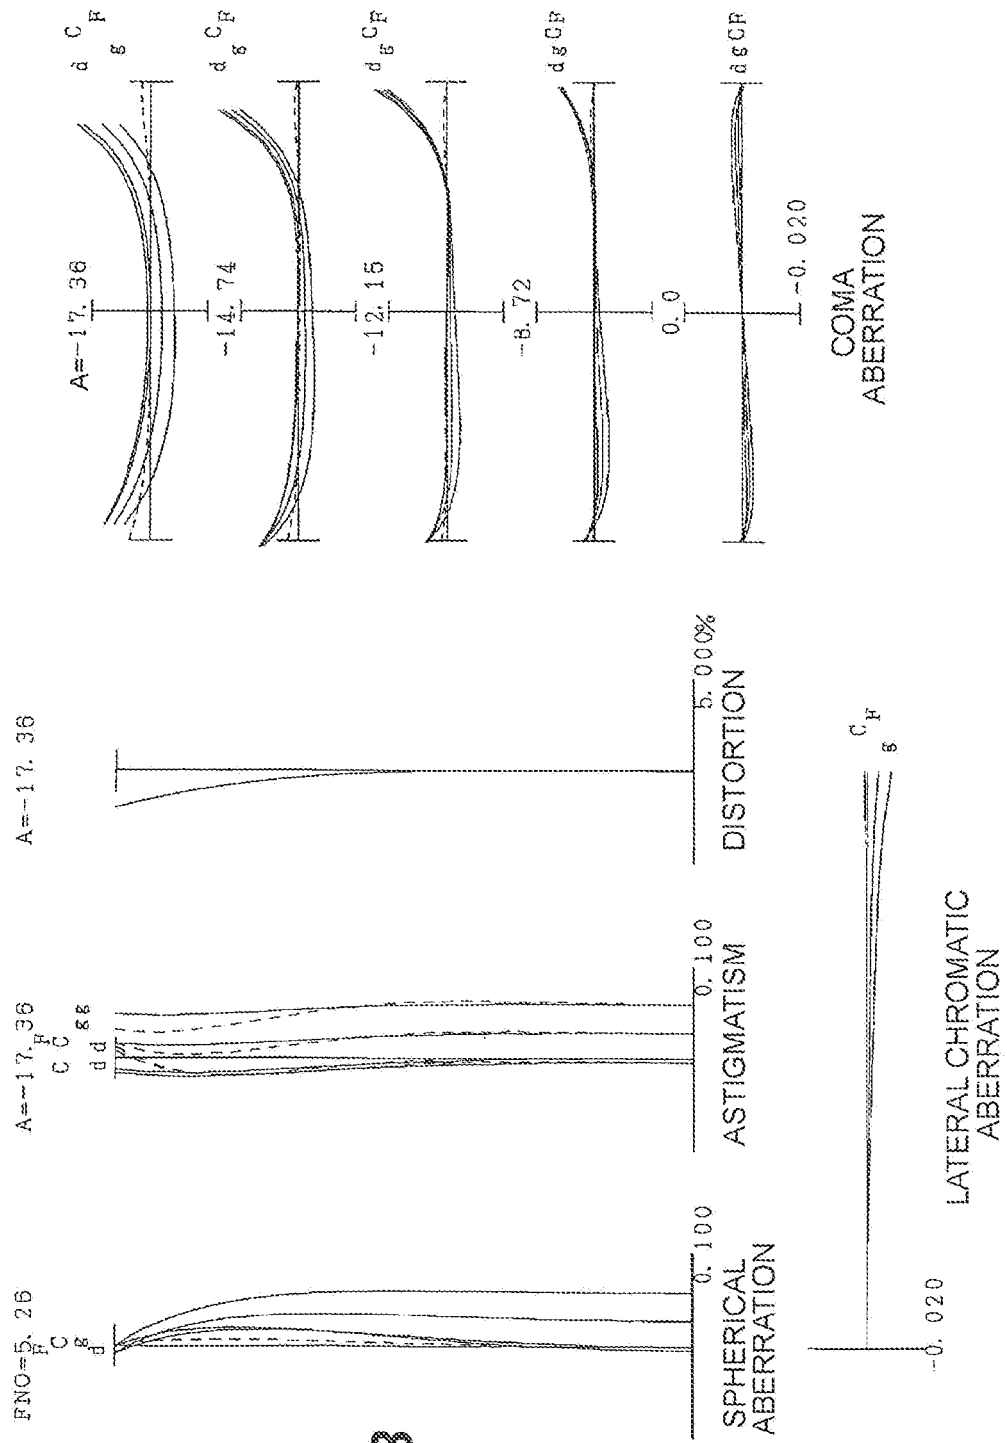 FNO=5.26
F
C
g
d
0.100
SPHERICAL
ABERRATION
A=-17.36
F
C C
g g
d d
0.100
ASTIGMATISM
A=-17.36
5.000%
DISTORTION
A=-17.36
d g C F
-14.74
d g C F
-12.15
d g C F
-8.72
d g C F
0.0
d g C F
-0.020
COMA
ABERRATION
C F
g
-0.020
LATERAL CHROMATIC
ABERRATION